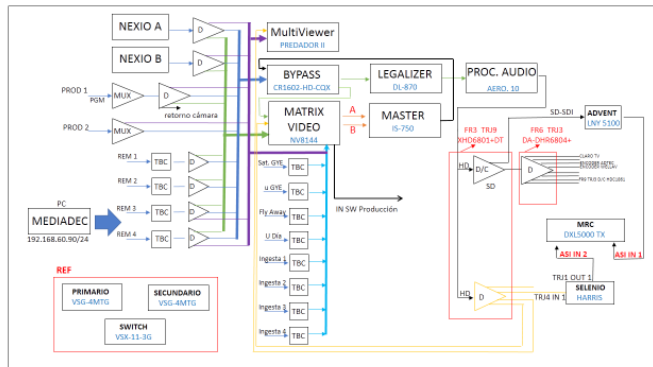 NEXIO A
D
NEXIO B
D
PROD 1
PGM
MUX
D
retorno cámara
PROD 2
MUX
REM 1
TBC
D
REM 2
TBC
D
REM 3
TBC
D
REM 4
TBC
D
PC
MEDIADEC
192.168.60.90/24
REF
PRIMARIO
VSG-4MTG
SECUNDARIO
VSG-4MTG
SWITCH
VSX-11-3G
MultiViewer
PREDADOR II
BYPASS
CR1602-HD-CQX
LEGALIZER
DL-870
PROC. AUDIO
AERO. 10
MATRIX
VIDEO
NV8144
A
B
MASTER
IS-750
IN SW Producción
Sat. GYE
TBC
u GYE
TBC
Fly Away
TBC
U Dia
TBC
Ingesta 1
TBC
Ingesta 2
TBC
Ingesta 3
TBC
Ingesta 4
TBC
SD-SDI
ADVENT
LNY 5100
FR3 TRJ9
XHD6801+DT
FR6 TRJ3
DA-DHR6804+
HD
D/C
SD
D
CLARO TV
MRC
DXL5000 TX
ASI IN 2
ASI IN 1
TRJ1 OUT 1
HD
D
TRJ4 IN 1
SELENIO
HARRIS